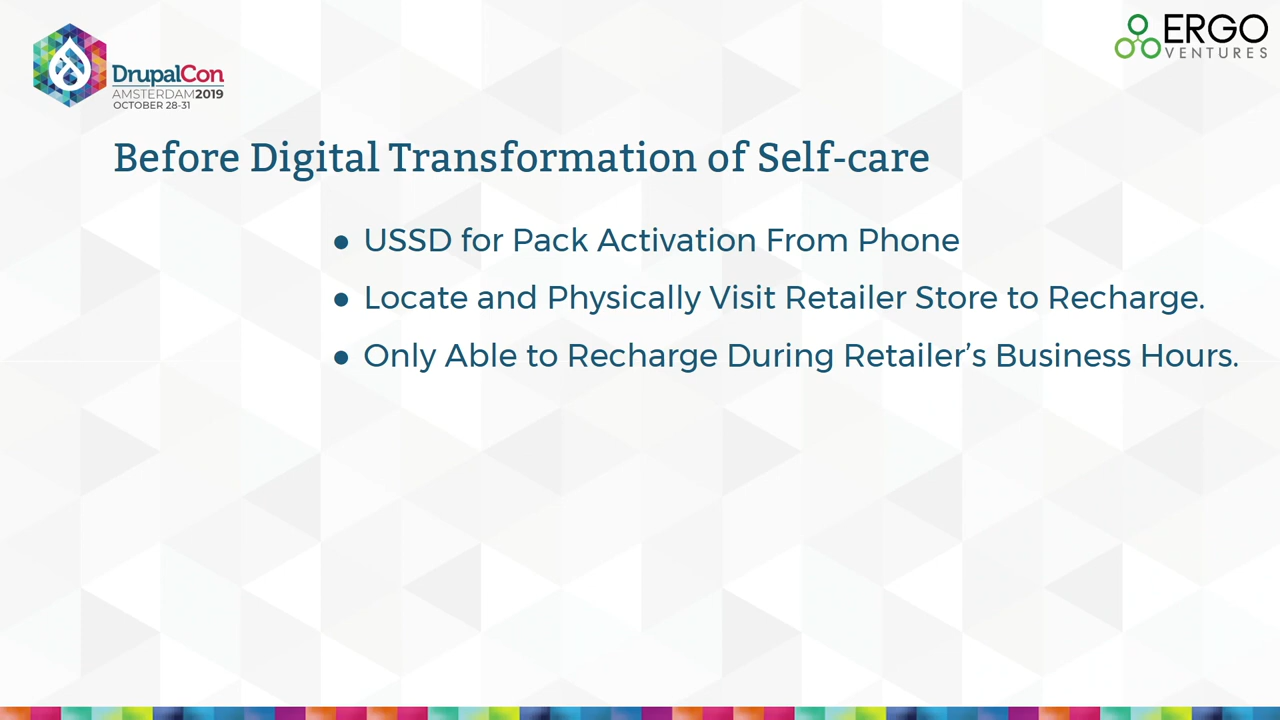 DrupalCon
AMSTERDAM2019
OCTOBER 28-31
ERGO
VENTURES
Before Digital Transformation of Self-care
● USSD for Pack Activation From Phone
● Locate and Physically Visit Retailer Store to Recharge.
● Only Able to Recharge During Retailer’s Business Hours.